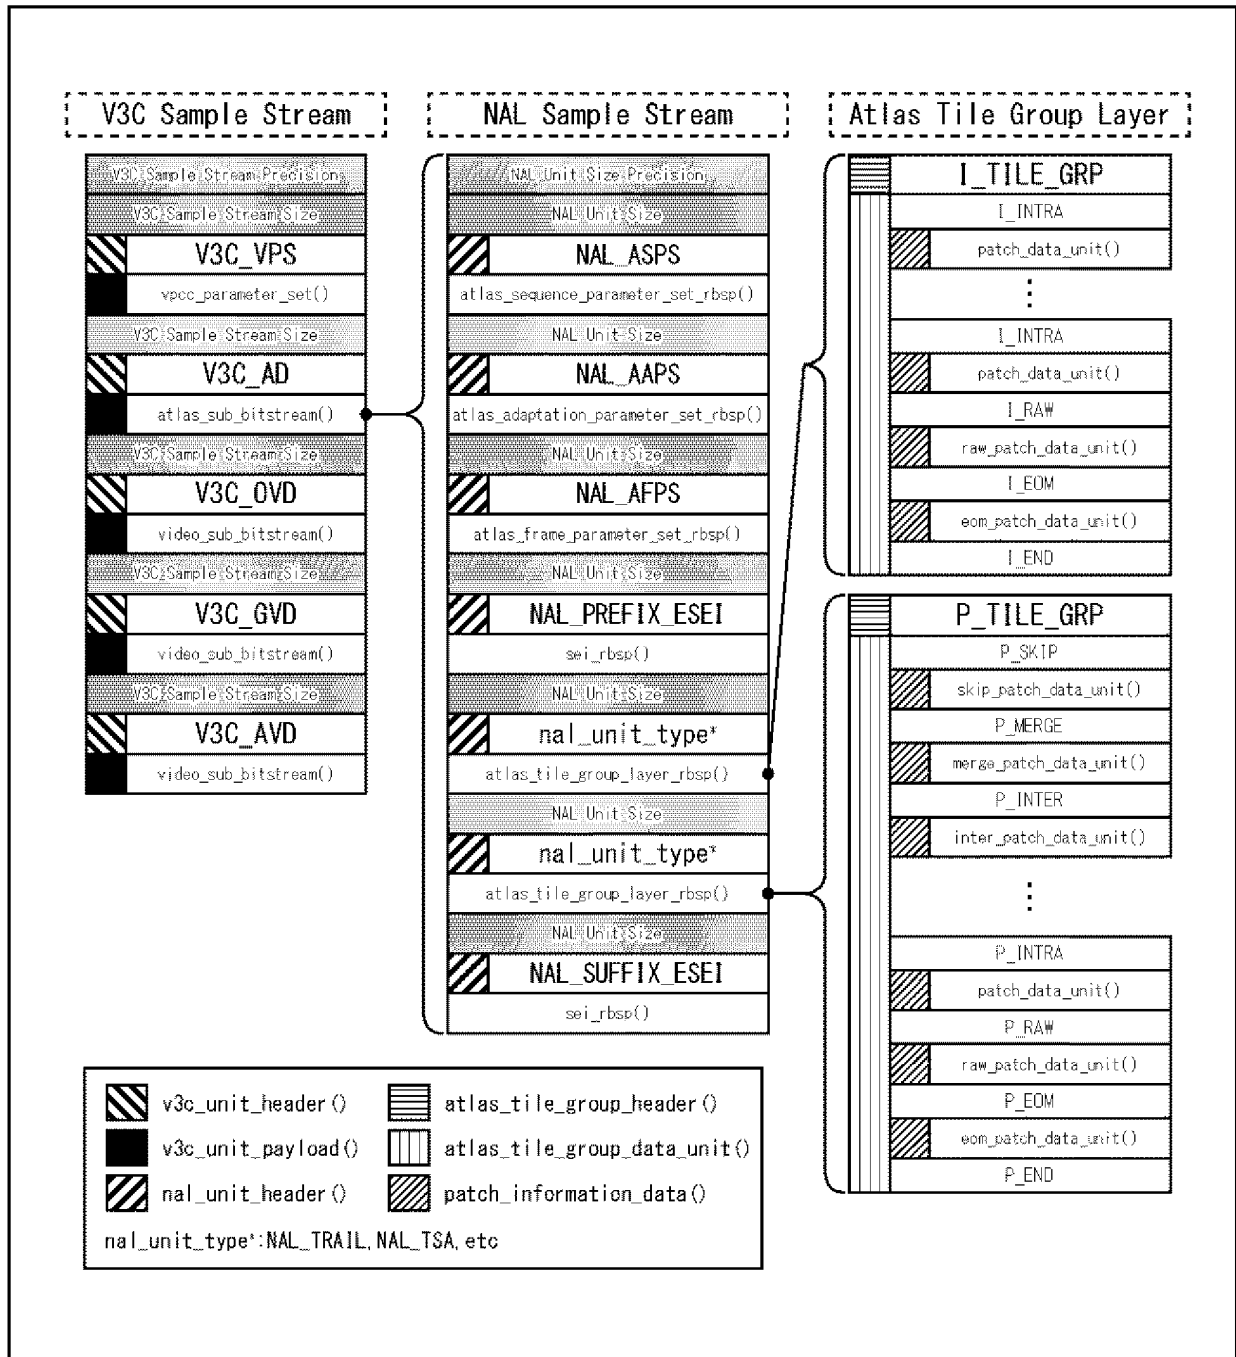 V3C Sample Stream
V3C Sample Stream Precision
V3C Sample Stream Size
V3C_VPS
vpcc_parameter_set()
V3C Sample Stream Size
V3C_AD
atlas_sub_bitstream()
V3C Sample Stream Size
V3C_OVD
video_sub_bitstream()
V3C Sample Stream Size
V3C_GVD
video_sub_bitstream()
V3C Sample Stream Size
V3C_AVD
video_sub_bitstream()
NAL Sample Stream
NAL Unit Size Precision
NAL Unit Size
NAL_ASPS
atlas_sequence_parameter_set_rbsp()
NAL Unit Size
NAL_AAPS
atlas_adaptation_parameter_set_rbsp()
NAL Unit Size
NAL_AFPS
atlas_frame_parameter_set_rbsp()
NAL Unit Size
NAL_PREFIX_ESEI
sei_rbsp()
NAL Unit Size
nal_unit_type*
atlas_tile_group_layer_rbsp()
NAL Unit Size
nal_unit_type*
atlas_tile_group_layer_rbsp()
NAL Unit Size
NAL_SUFFIX_ESEI
sei_rbsp()
Atlas Tile Group Layer
I_TILE_GRP
I_INTRA
patch_data_unit()
⋮
I_INTRA
patch_data_unit()
I_RAW
raw_patch_data_unit()
I_EOM
eom_patch_data_unit()
I_END
P_TILE_GRP
P_SKIP
skip_patch_data_unit()
P_MERGE
merge_patch_data_unit()
P_INTER
inter_patch_data_unit()
⋮
P_INTRA
patch_data_unit()
P_RAW
raw_patch_data_unit()
P_EOM
eom_patch_data_unit()
P_END
v3c_unit_header()
v3c_unit_payload()
nal_unit_header()
atlas_tile_group_header()
atlas_tile_group_data_unit()
patch_information_data()
nal_unit_type*:NAL_TRAIL,NAL_TSA,etc